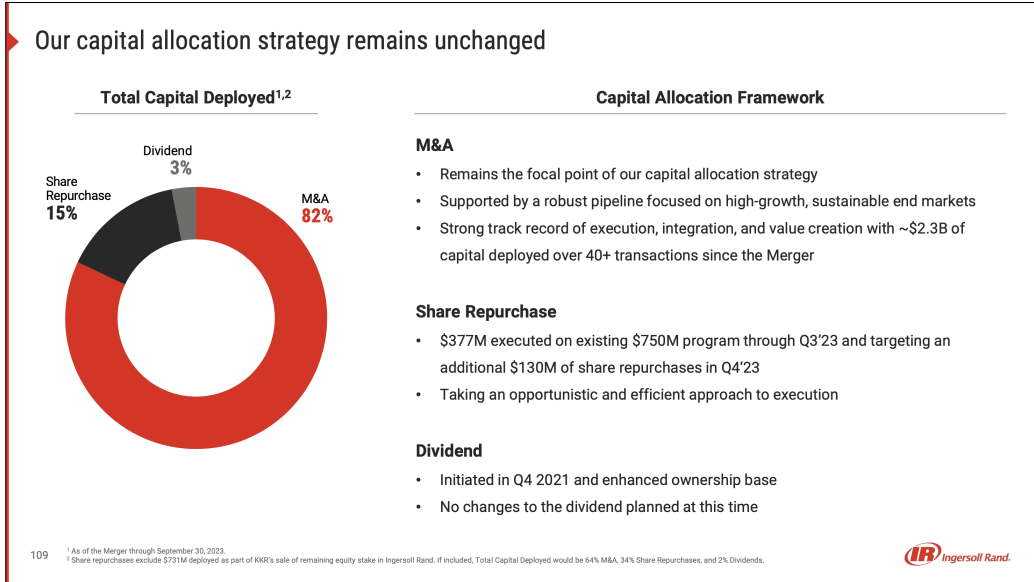 Our capital allocation strategy remains unchanged
Total Capital Deployed1,2
Dividend
3%
Share
Repurchase
15%
M&A
82%
Capital Allocation Framework
M&A
• Remains the focal point of our capital allocation strategy
• Supported by a robust pipeline focused on high-growth, sustainable end markets
• Strong track record of execution, integration, and value creation with ~$2.3B of
capital deployed over 40+ transactions since the Merger
Share Repurchase
• $377M executed on existing $750M program through Q3'23 and targeting an
additional $130M of share repurchases in Q4'23
• Taking an opportunistic and efficient approach to execution
Dividend
• Initiated in Q4 2021 and enhanced ownership base
• No changes to the dividend planned at this time
109
1 As of the Merger through September 30, 2023.
2 Share repurchases exclude $731M deployed as part of KKR's sale of remaining equity stake in Ingersoll Rand. If included, Total Capital Deployed would be 64% M&A, 34% Share Repurchases, and 2% Dividends.
IR Ingersoll Rand.